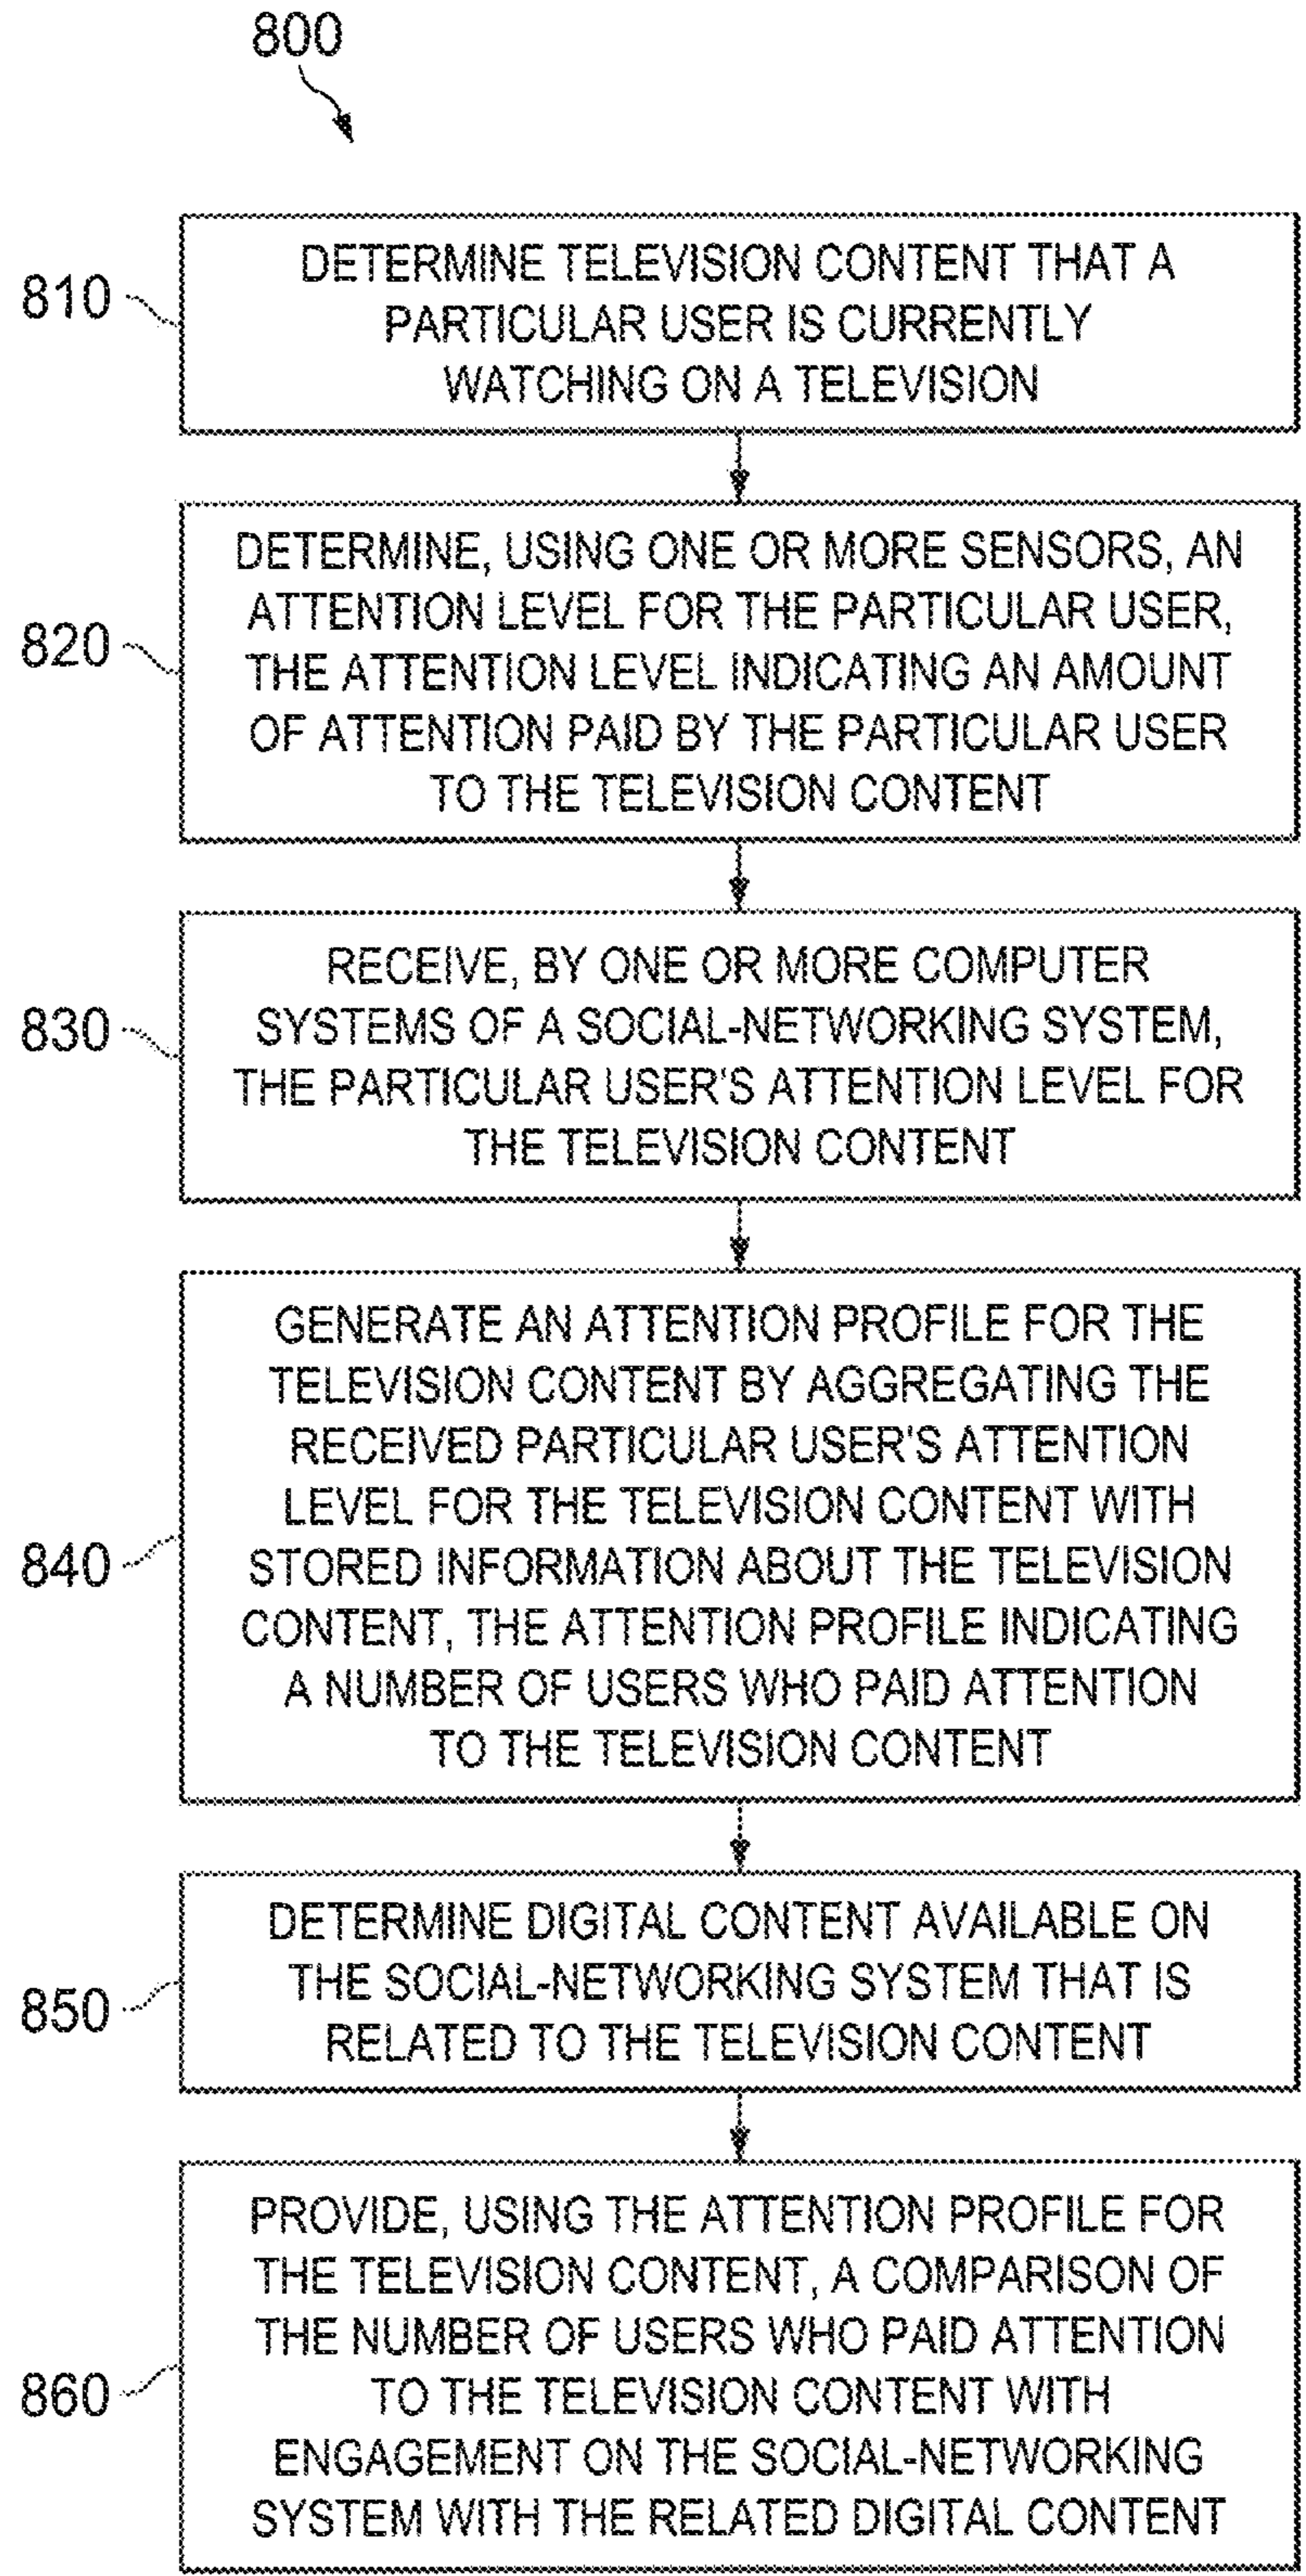 800
810
DETERMINE TELEVISION CONTENT THAT A
PARTICULAR USER IS CURRENTLY
WATCHING ON A TELEVISION
820
DETERMINE, USING ONE OR MORE SENSORS, AN
ATTENTION LEVEL FOR THE PARTICULAR USER,
THE ATTENTION LEVEL INDICATING AN AMOUNT
OF ATTENTION PAID BY THE PARTICULAR USER
TO THE TELEVISION CONTENT
830
RECEIVE, BY ONE OR MORE COMPUTER
SYSTEMS OF A SOCIAL-NETWORKING SYSTEM,
THE PARTICULAR USER'S ATTENTION LEVEL FOR
THE TELEVISION CONTENT
840
GENERATE AN ATTENTION PROFILE FOR THE
TELEVISION CONTENT BY AGGREGATING THE
RECEIVED PARTICULAR USER'S ATTENTION
LEVEL FOR THE TELEVISION CONTENT WITH
STORED INFORMATION ABOUT THE TELEVISION
CONTENT, THE ATTENTION PROFILE INDICATING
A NUMBER OF USERS WHO PAID ATTENTION
TO THE TELEVISION CONTENT
850
DETERMINE DIGITAL CONTENT AVAILABLE ON
THE SOCIAL-NETWORKING SYSTEM THAT IS
RELATED TO THE TELEVISION CONTENT
860
PROVIDE, USING THE ATTENTION PROFILE FOR
THE TELEVISION CONTENT, A COMPARISON OF
THE NUMBER OF USERS WHO PAID ATTENTION
TO THE TELEVISION CONTENT WITH
ENGAGEMENT ON THE SOCIAL-NETWORKING
SYSTEM WITH THE RELATED DIGITAL CONTENT